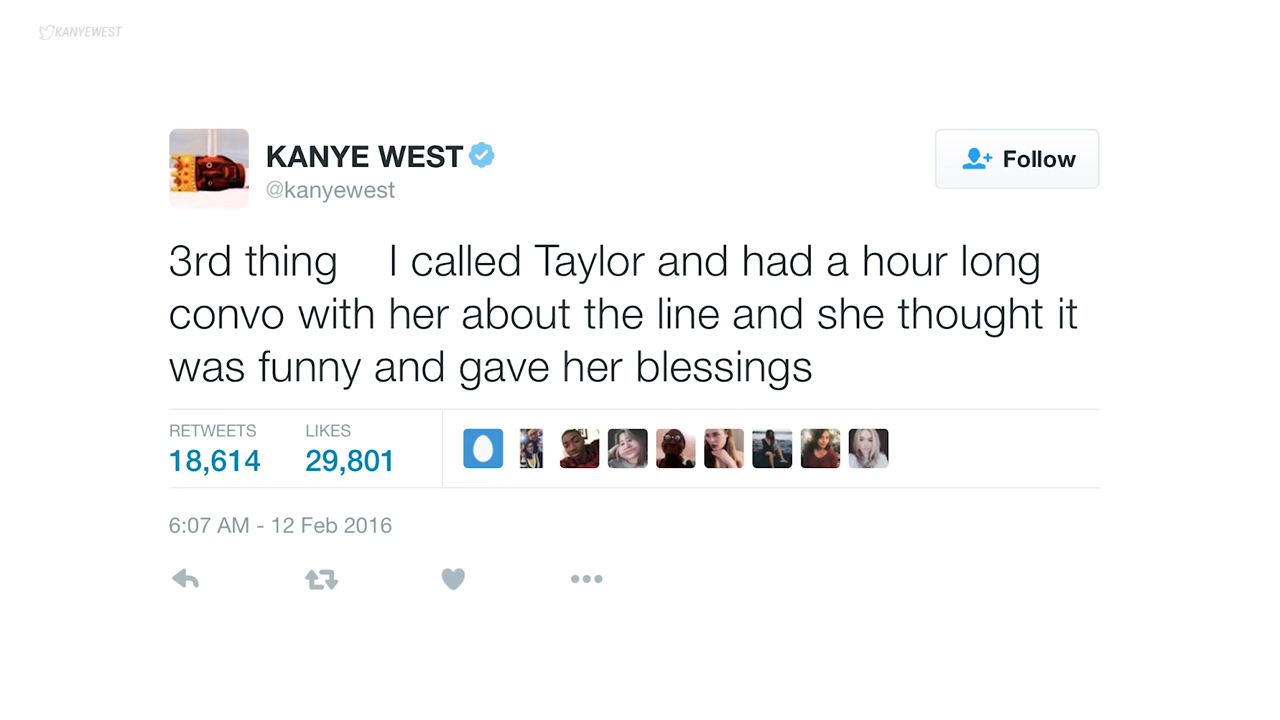 KANYEWEST
KANYE WEST
@kanyewest
Follow
3rd thing I called Taylor and had a hour long
convo with her about the line and she thought it
was funny and gave her blessings
RETWEETS LIKES
18,614 29,801
6:07 AM - 12 Feb 2016